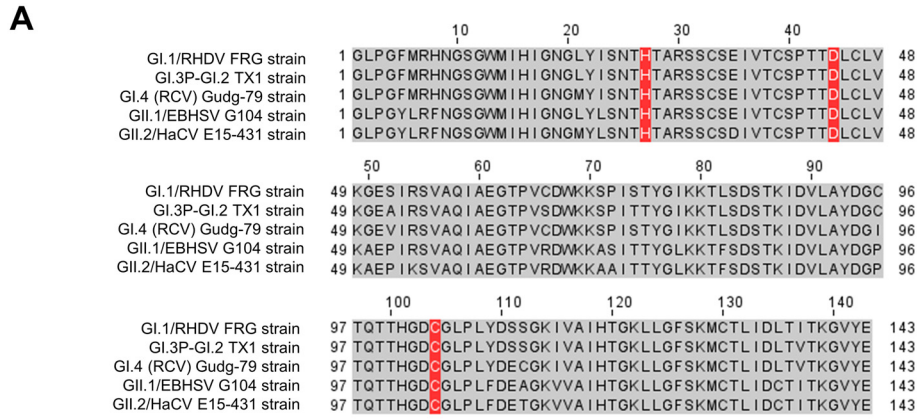 A
10 20 30 40
GI.1/RHDV FRG strain 1 GLPGFMRHNGSGWMIHIGNGLYISNTHTARSSCSEIVTCSPTTDLCLV 48
GI.3P-GI.2 TX1 strain 1 GLPGFMRHNGSGWMIHIGNGLYISNTHTARSSCSEIVTCSPTTDLCLV 48
GI.4 (RCV) Gudg-79 strain 1 GLPGFMRHNGSGWMIHIGNGLYISNTHTARSSCSEIVTCSPTTDLCLV 48
GII.1/EBHSV G104 strain 1 GLPGYLRFNGSGWMIHIGNGMYISNTHTARSSCSEIVTCSPTTDLCLV 48
GII.2/HaCV E15-431 strain 1 GLPGYLRFNGSGWMIHIGNGMYLSNTHTARSSCSDIVTCSPTTDLCLV 48
50 60 70 80 90
GI.1/RHDV FRG strain 49 KGESIRSVAQIAEGTPVCDWKKSPISTYGIKKTLSDSTKIDVLAYDGC 96
GI.3P-GI.2 TX1 strain 49 KGEAIRSVAQIAEGTPVSDWKKSPITTYGIKKTLSDSTKIDVLAYDGC 96
GI.4 (RCV) Gudg-79 strain 49 KGEVIRSVAQIAEGTPVCDWKKSPISTYGIKKTLSDSTKIDVLAYDGI 96
GII.1/EBHSV G104 strain 49 KAEPIRSVAQIAEGTPVRDWKKASITTYGLKKTFSDSTKIDVLAYDGP 96
GII.2/HaCV E15-431 strain 49 KAEPIKSVAQIAEGTPVRDWKKAAITTYGLKKTFSDSTKIDVLAYDGP 96
100 110 120 130 140
GI.1/RHDV FRG strain 97 TQTTHGDCGLPLYDSSGKIVAIHTGKLLGFSKMCTLIDLTITKGVYE 143
GI.3P-GI.2 TX1 strain 97 TQTTHGDCGLPLYDSSGKIVAIHTGKLLGFSKMCTLIDLTITKGVYE 143
GI.4 (RCV) Gudg-79 strain 97 TQTTHGDCGLPLYDECGKIVAIHTGKLLGFSKMCTLIDLTITKGVYE 143
GII.1/EBHSV G104 strain 97 TQTTHGDCGLPLFDEAGKVVAIHTGKLLGFSKMCTLIDCTITKGVYE 143
GII.2/HaCV E15-431 strain 97 TQTTHGDCGLPLFDETGKVVAIHTGKLLGFSKMCTLIDCTVTKGVYE 143